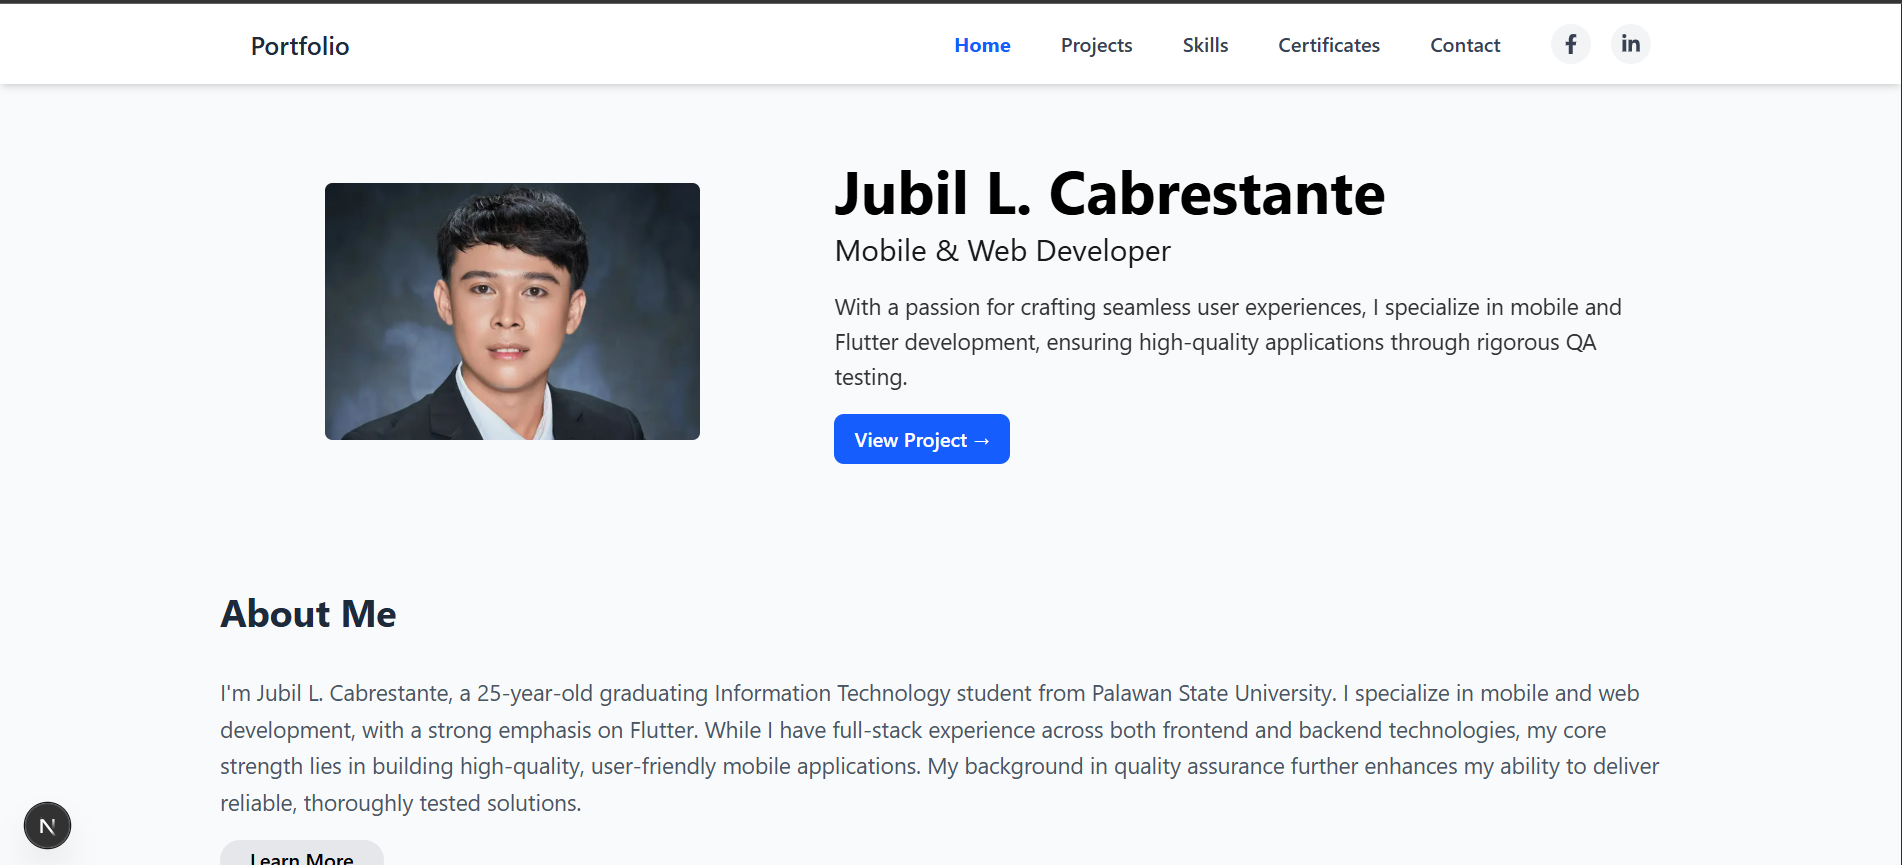 Portfolio
Home
Projects
Skills
Certificates
Contact
f
in
Jubil L. Cabrestante
Mobile & Web Developer
With a passion for crafting seamless user experiences, I specialize in mobile and
Flutter development, ensuring high-quality applications through rigorous QA
testing.
View Project →
About Me
I'm Jubil L. Cabrestante, a 25-year-old graduating Information Technology student from Palawan State University. I specialize in mobile and web
development, with a strong emphasis on Flutter. While I have full-stack experience across both frontend and backend technologies, my core
strength lies in building high-quality, user-friendly mobile applications. My background in quality assurance further enhances my ability to deliver
reliable, thoroughly tested solutions.
N
Learn More